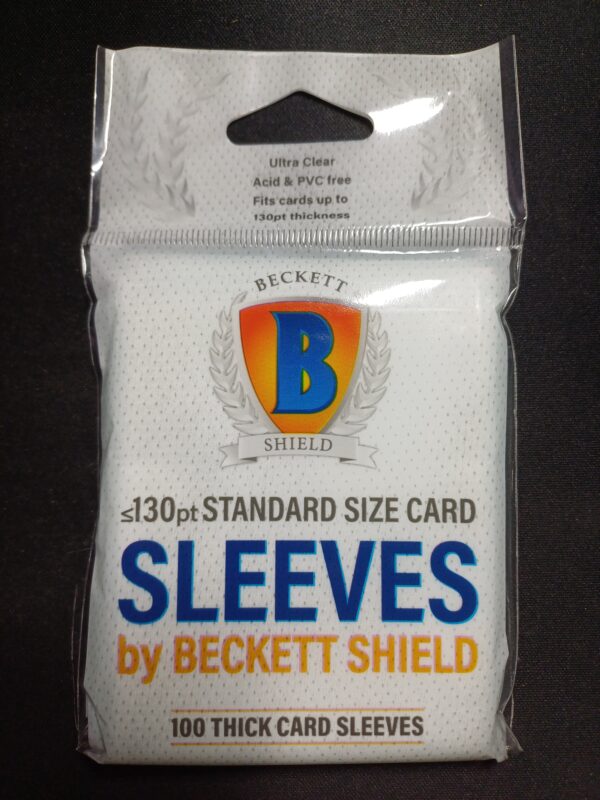 Ultra Clear
Acid & PVC free
Fits cards up to
130pt thickness
BECKETT
B
SHIELD
≤130pt STANDARD SIZE CARD
SLEEVES
by BECKETT SHIELD
100 THICK CARD SLEEVES